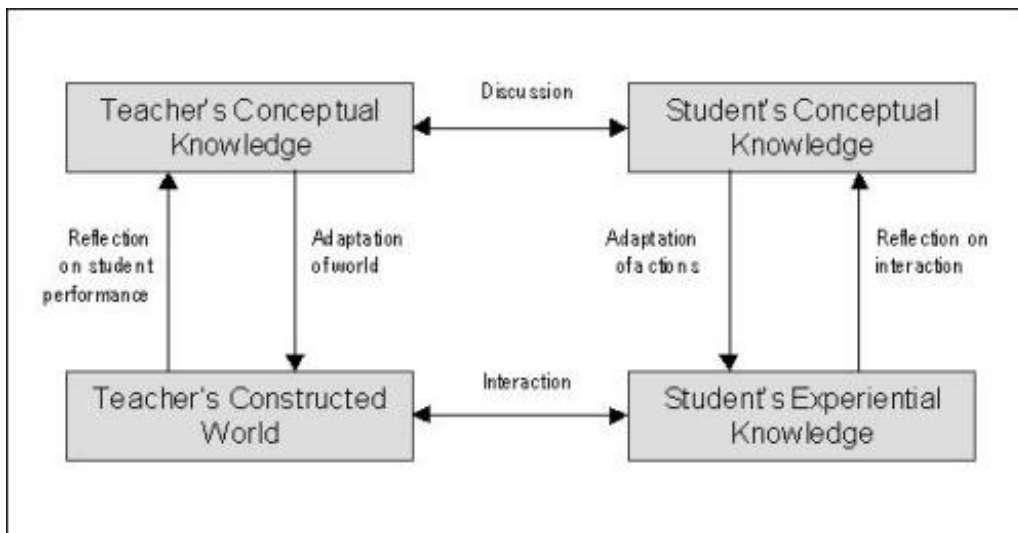 Teacher's Conceptual
Knowledge
Discussion
Student's Conceptual
Knowledge
Reflection
on student
performance
Adaptation
of world
Adaptation
of actions
Reflection on
interaction
Teacher's Constructed
World
Interaction
Student's Experiential
Knowledge